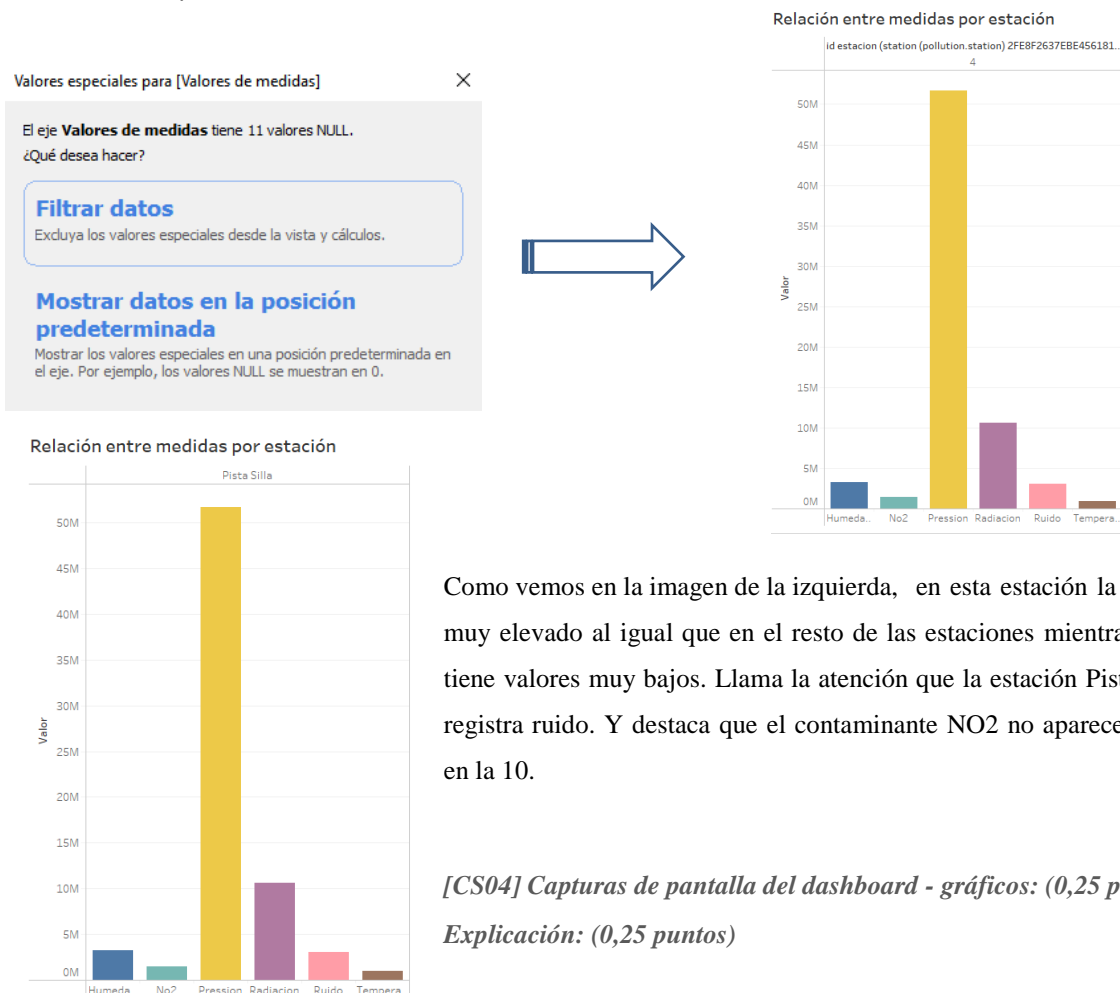 Relación entre medidas por estación
id estacion (station (pollution.station) 2FE8F2637EBE456181..
4
50M
45M
40M
35M
30M
25M
20M
15M
10M
5M
0M
Valor
Humeda.. No2 Pression Radiacion Ruido Tempera..
Valores especiales para [Valores de medidas]
El eje Valores de medidas tiene 11 valores NULL.
¿Qué desea hacer?
Filtrar datos
Excluya los valores especiales desde la vista y cálculos.
Mostrar datos en la posición
predeterminada
Mostrar los valores especiales en una posición predeterminada en
el eje. Por ejemplo, los valores NULL se muestran en 0.
Relación entre medidas por estación
Pista Silla
50M
45M
40M
35M
30M
25M
20M
15M
10M
5M
0M
Valor
Humeda.. No2 Pression Radiacion Ruido Tempera..
Como vemos en la imagen de la izquierda, en esta estación la
muy elevado al igual que en el resto de las estaciones mientra
tiene valores muy bajos. Llama la atención que la estación Pist
registra ruido. Y destaca que el contaminante NO2 no aparece
en la 10.
[CS04] Capturas de pantalla del dashboard - gráficos: (0,25 p
Explicación: (0,25 puntos)